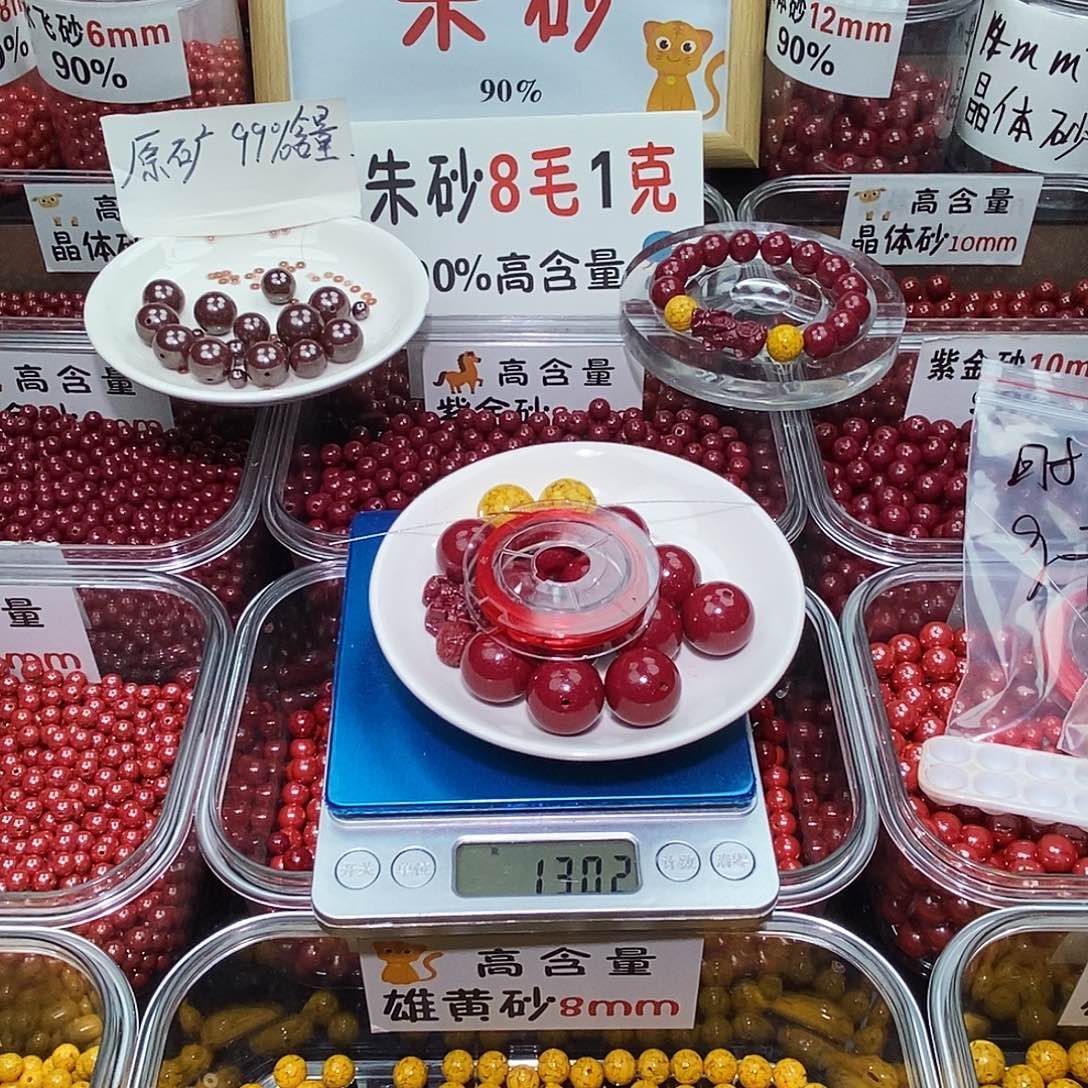 飞砂6mm
90%
朱砂
90%
砂12mm
90%
晶体砂
原矿 99%含量
朱砂8毛1克
0%高含量
高
晶体砂
高含量
晶体砂10mm
高含量
高含量
紫金砂
紫金砂10m
量
mm
1302
高含量
雄黄砂8mm